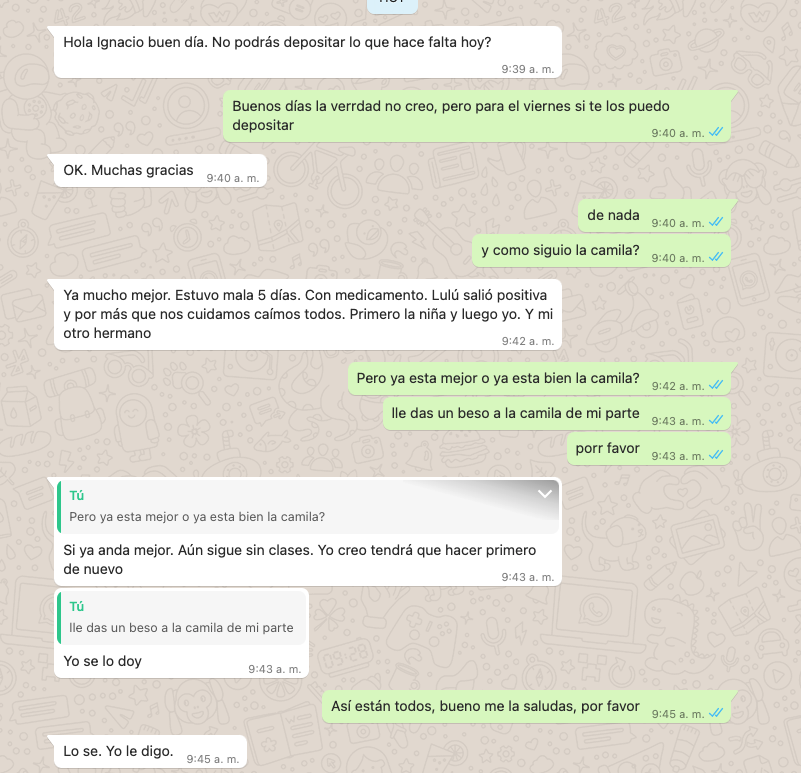 Hola Ignacio buen día. No podrás depositar lo que hace falta hoy?
9:39 a. m.
Buenos días la verrdad no creo, pero para el viernes si te los puedo
depositar
9:40 a. m.
OK. Muchas gracias
9:40 a. m.
de nada
9:40 a. m.
y como siguio la camila?
9:40 a. m.
Ya mucho mejor. Estuvo mala 5 días. Con medicamento. Lulú salió positiva
y por más que nos cuidamos caímos todos. Primero la niña y luego yo. Y mi
otro hermano
9:42 a. m.
Pero ya esta mejor o ya esta bien la camila?
9:42 a. m.
lle das un beso a la camila de mi parte
9:43 a. m.
porr favor
9:43 a. m.
Tú
Pero ya esta mejor o ya esta bien la camila?
Si ya anda mejor. Aún sigue sin clases. Yo creo tendrá que hacer primero
de nuevo
9:43 a. m.
Tú
lle das un beso a la camila de mi parte
Yo se lo doy
9:43 a. m.
Así están todos, bueno me la saludas, por favor
9:45 a. m.
Lo se. Yo le digo.
9:45 a. m.